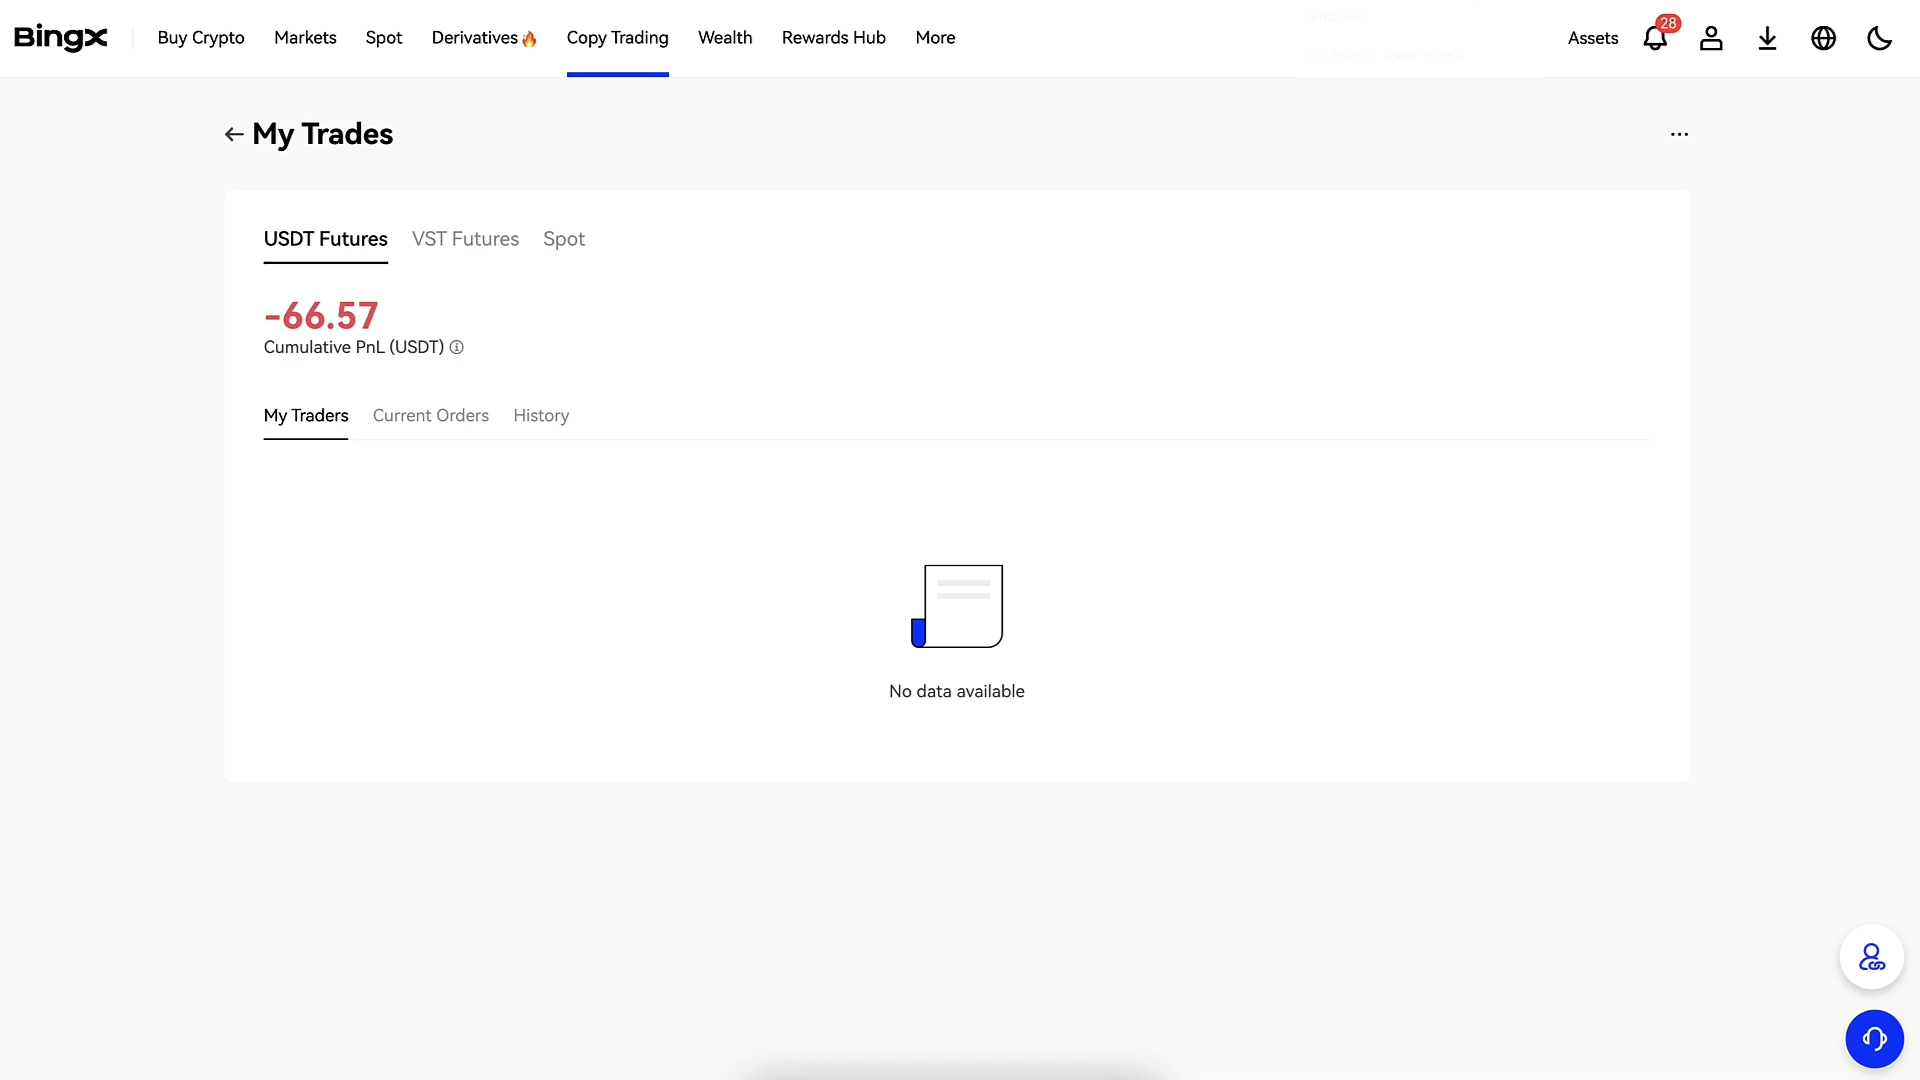 BingX
Buy Crypto
Markets
Spot
Derivatives
Copy Trading
Wealth
Rewards Hub
More
Assets
28
My Trades
USDT Futures
VST Futures
Spot
-66.57
Cumulative PnL (USDT)
My Traders
Current Orders
History
No data available